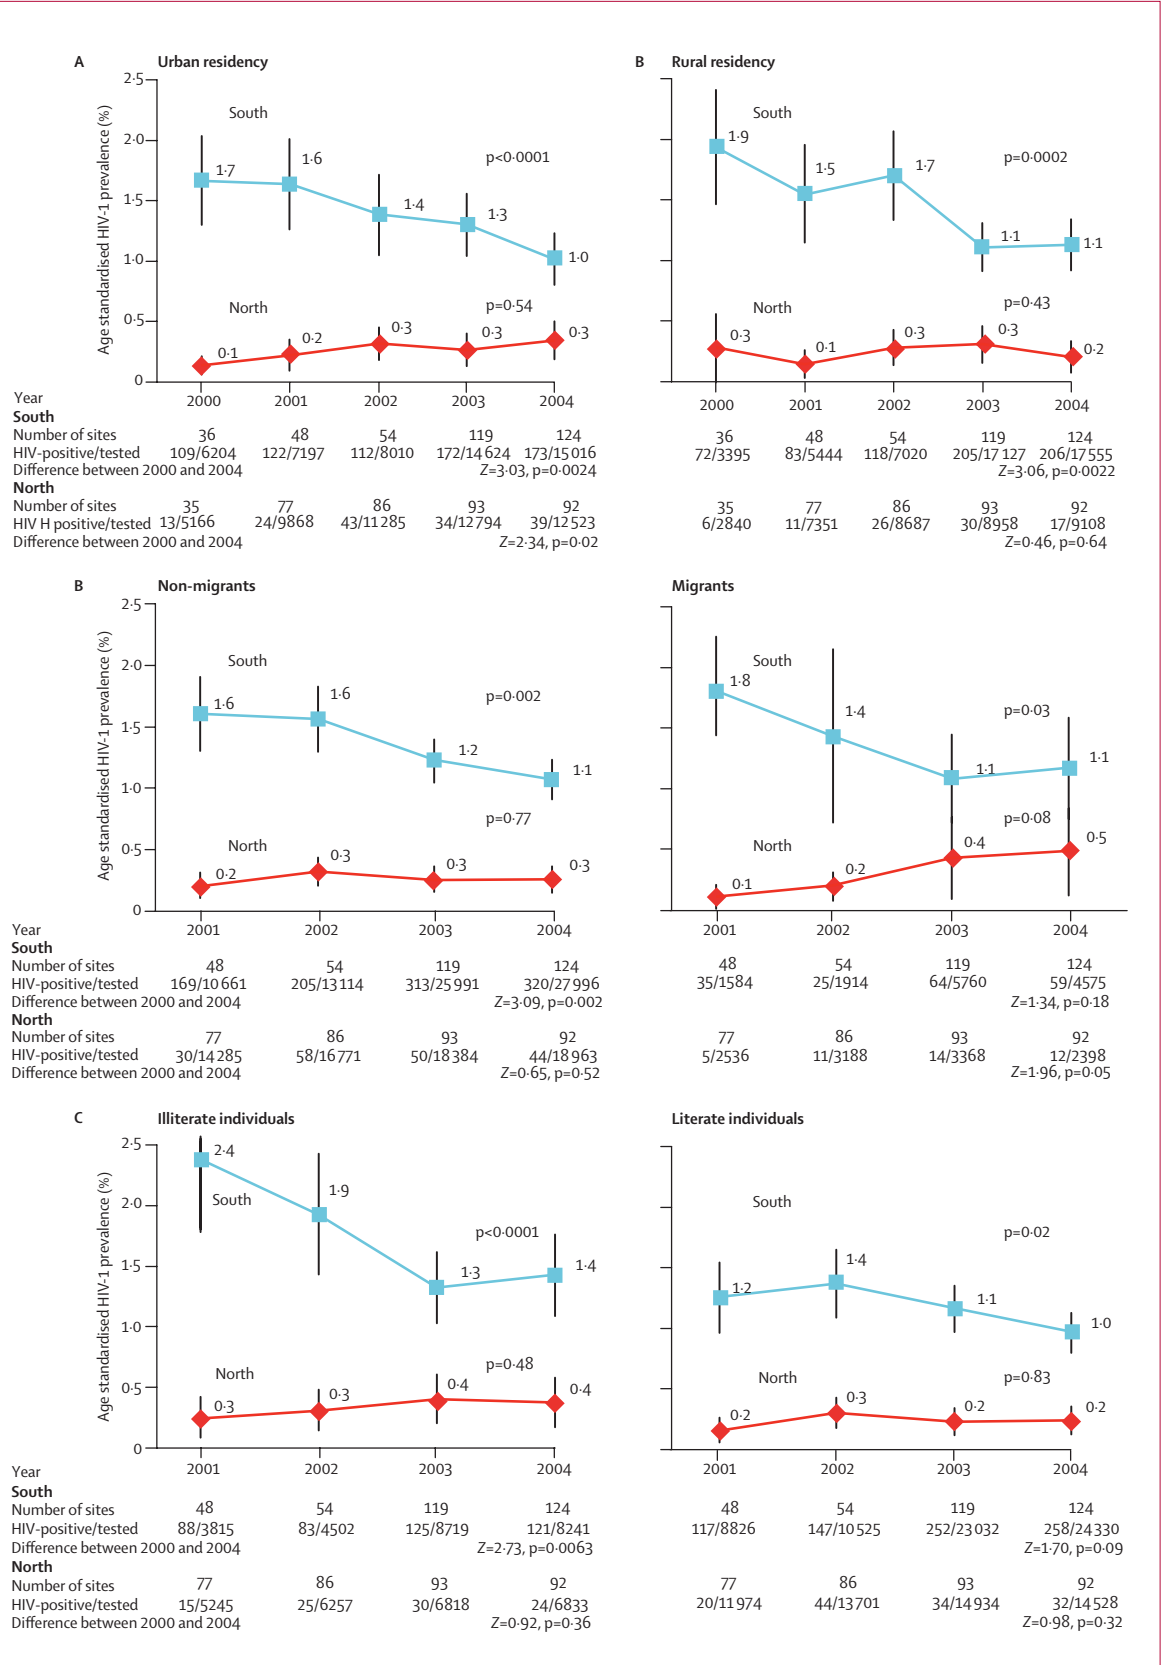 A Urban residency
2·5
2·0
1·5
1·0
0·5
0
Age standardised HIV-1 prevalence (%)
South
1·7
1·6
1·4
1·3
1·0
p<0·0001
North
p=0·54
0·1
0·2
0·3
0·3
0·3
B Rural residency
South
1·9
1·5
1·7
1·1
1·1
p=0·0002
North
p=0·43
0·3
0·1
0·3
0·3
0·2
Year 2000 2001 2002 2003 2004 2000 2001 2002 2003 2004
South
Number of sites 36 48 54 119 124 36 48 54 119 124
HIV-positive/tested 109/6204 122/7197 112/8010 172/14 624 173/15 016 72/3395 83/5444 118/7020 205/17 127 206/17 555
Difference between 2000 and 2004 Z=3·03, p=0·0024 Z=3·06, p=0·0022
North
Number of sites 35 77 86 93 92 35 77 86 93 92
HIV H positive/tested 13/5166 24/9868 43/11 285 34/12 794 39/12 523 6/2840 11/7351 26/8687 30/8958 17/9108
Difference between 2000 and 2004 Z=2·34, p=0·02 Z=0·46, p=0·64
B Non-migrants
2·5
2·0
1·5
1·0
0·5
0
Age standardised HIV-1 prevalence (%)
South
1·6
1·6
1·2
1·1
p=0·002
p=0·77
North
0·2
0·3
0·3
0·3
Migrants
South
1·8
1·4
1·1
1·1
p=0·03
p=0·08
North
0·1
0·2
0·4
0·5
Year 2001 2002 2003 2004 2001 2002 2003 2004
South
Number of sites 48 54 119 124 48 54 119 124
HIV-positive/tested 169/10 661 205/13 114 313/25 991 320/27 996 35/1584 25/1914 64/5760 59/4575
Difference between 2000 and 2004 Z=3·09, p=0·002 Z=1·34, p=0·18
North
Number of sites 77 86 93 92 77 86 93 92
HIV-positive/tested 30/14 285 58/16 771 50/18 384 44/18 963 5/2536 11/3188 14/3368 12/2398
Difference between 2000 and 2004 Z=0·65, p=0·52 Z=1·96, p=0·05
C Illiterate individuals
2·5
2·0
1·5
1·0
0·5
0
Age standardised HIV-1 prevalence (%)
2·4
South
1·9
1·3
1·4
p<0·0001
North
p=0·48
0·3
0·3
0·4
0·4
Literate individuals
South
1·2
1·4
1·1
1·0
p=0·02
North
p=0·83
0·2
0·3
0·2
0·2
Year 2001 2002 2003 2004 2001 2002 2003 2004
South
Number of sites 48 54 119 124 48 54 119 124
HIV-positive/tested 88/3815 83/4502 125/8719 121/8241 117/8826 147/10 525 252/23 032 258/24 330
Difference between 2000 and 2004 Z=2·73, p=0·0063 Z=1·70, p=0·09
North
Number of sites 77 86 93 92 77 86 93 92
HIV-positive/tested 15/5245 25/6257 30/6818 24/6833 20/11 974 44/13 701 34/14 934 32/14 528
Difference between 2000 and 2004 Z=0·92, p=0·36 Z=0·98, p=0·32